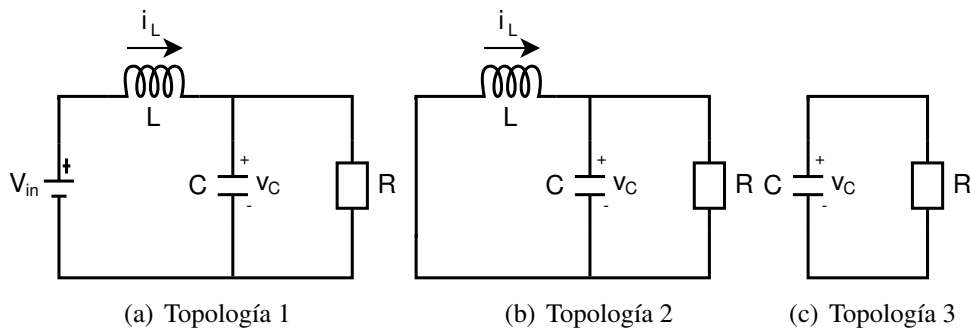 i_L
i_L
L
L
+
+
+
+
V_in
C
v_C
R
C
v_C
R
C
v_C
R
-
-
-
(a) Topología 1
(b) Topología 2
(c) Topología 3